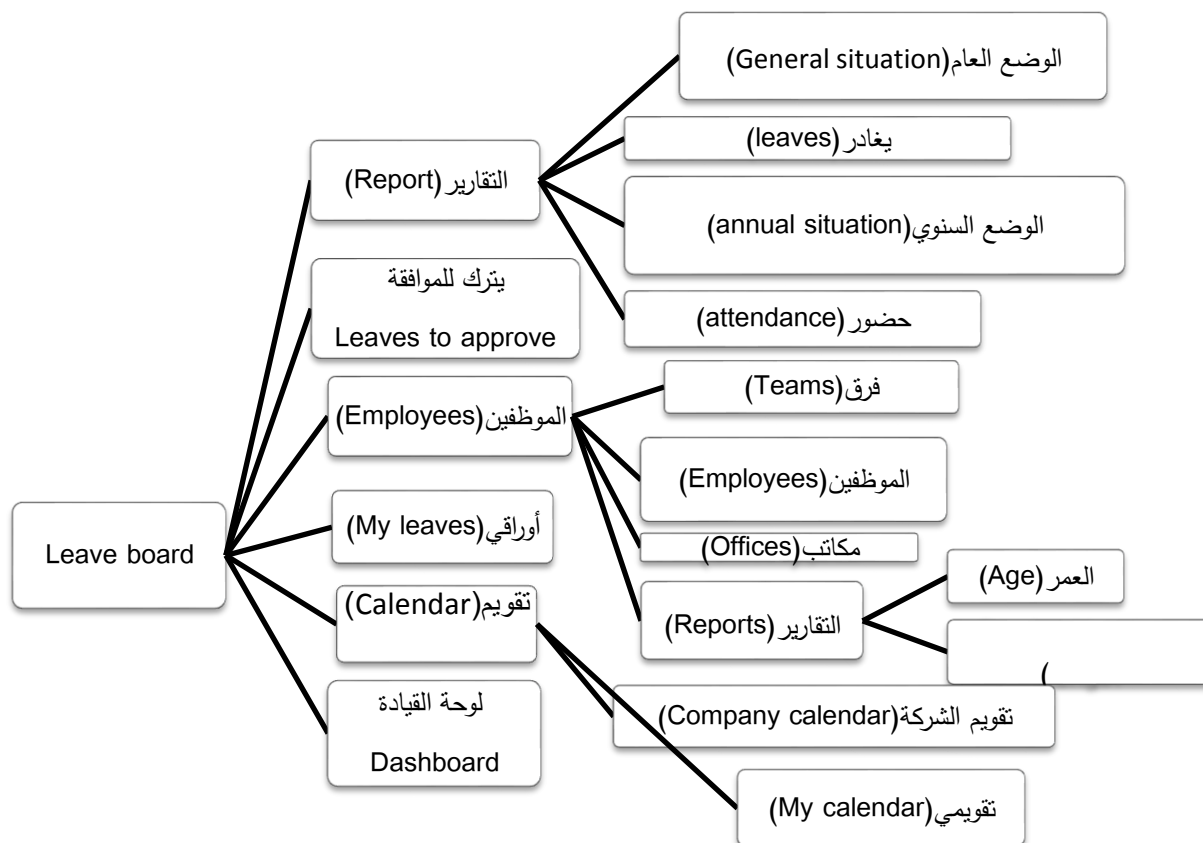 الوضع العام(General situation)
يغادر(leaves)
التقارير(Report)
الوضع السنوي(annual situation)
يترك للموافقة
Leaves to approve
حضور(attendance)
فرق(Teams)
الموظفين(Employees)
الموظفين(Employees)
Leave board
أوراقي(My leaves)
مكاتب(Offices)
العمر(Age)
تقويم(Calendar)
التقارير(Reports)
لوحة القيادة
Dashboard
تقويم الشركة(Company calendar)
تقويمي(My calendar)